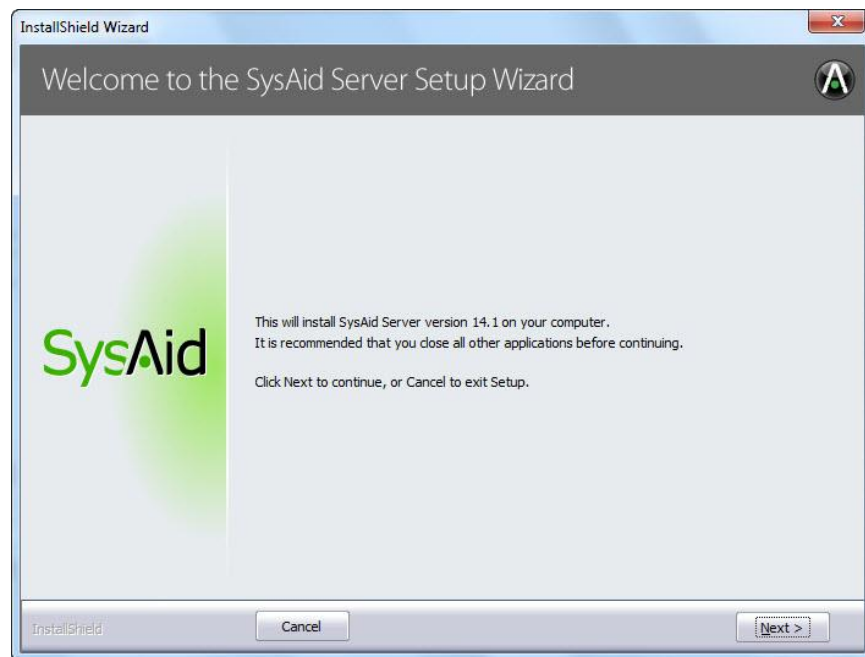 InstallShield Wizard
Welcome to the SysAid Server Setup Wizard
SysAid
This will install SysAid Server version 14.1 on your computer.
It is recommended that you close all other applications before continuing.
Click Next to continue, or Cancel to exit Setup.
InstallShield
Cancel
Next >